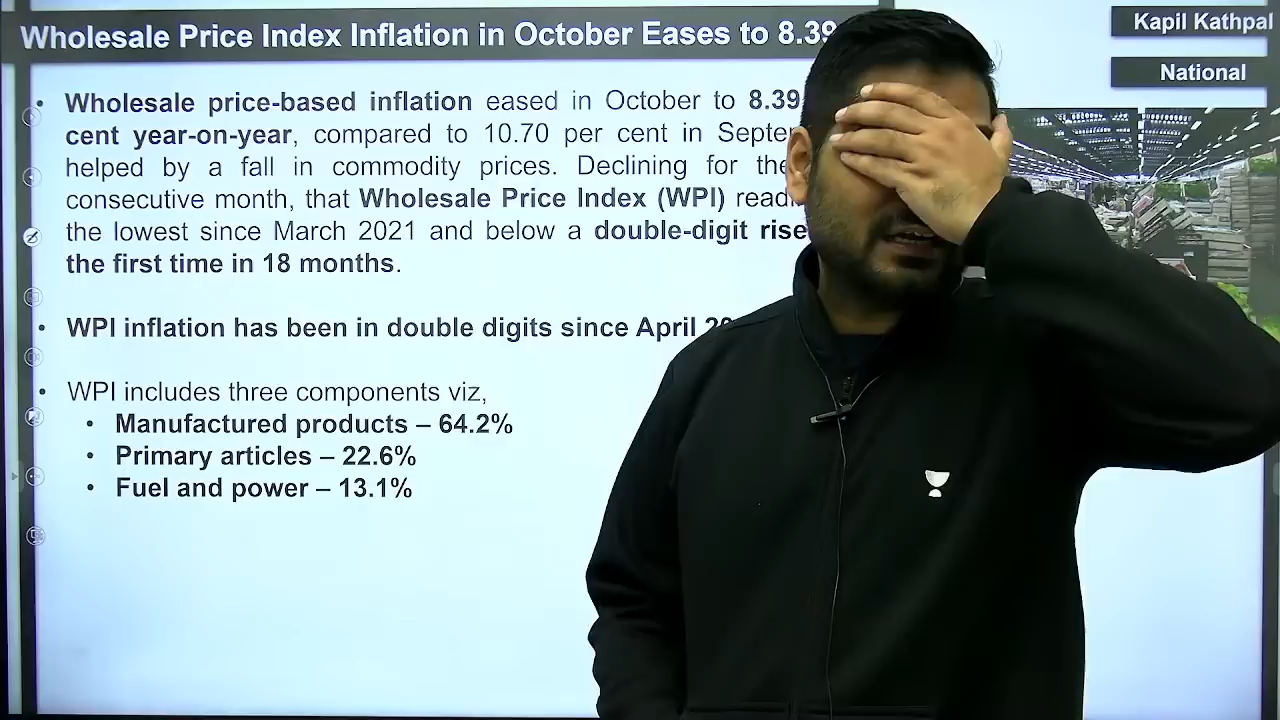 Wholesale Price Index Inflation in October Eases to 8.39
Kapil Kathpal
National
• Wholesale price-based inflation eased in October to 8.39
cent year-on-year, compared to 10.70 per cent in
helped by a fall in commodity prices. Declining for
consecutive month, that Wholesale Price Index (WPI)
the lowest since March 2021 and below a double-digit rise
the first time in 18 months.
• WPI inflation has been in double digits since April
• WPI includes three components viz,
• Manufactured products – 64.2%
• Primary articles – 22.6%
• Fuel and power – 13.1%